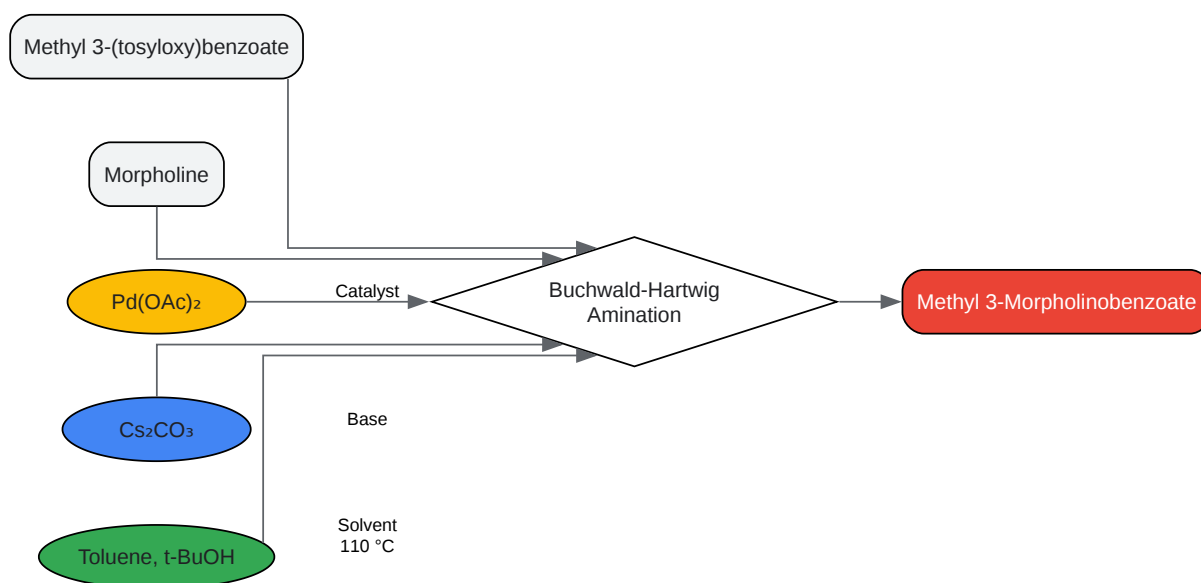 Methyl 3-(tosyloxy)benzoate
Morpholine
Pd(OAc)₂
Catalyst
Buchwald-Hartwig
Amination
Methyl 3-Morpholinobenzoate
Cs₂CO₃
Base
Toluene, t-BuOH
Solvent
110 °C